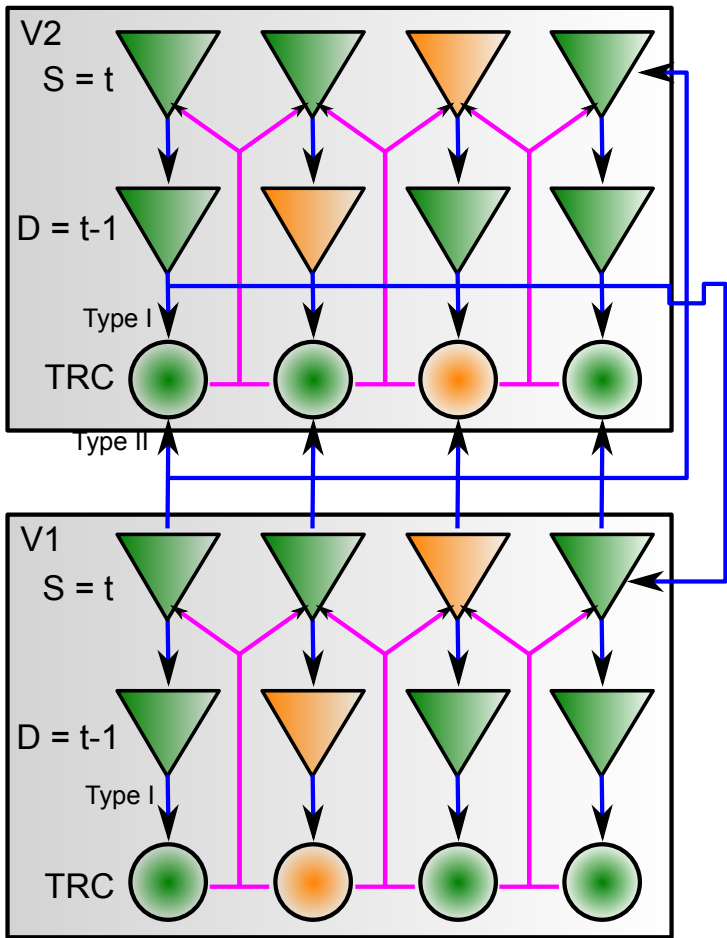 V2
S = t
D = t-1
Type I
TRC
Type II
V1
S = t
D = t-1
Type I
TRC